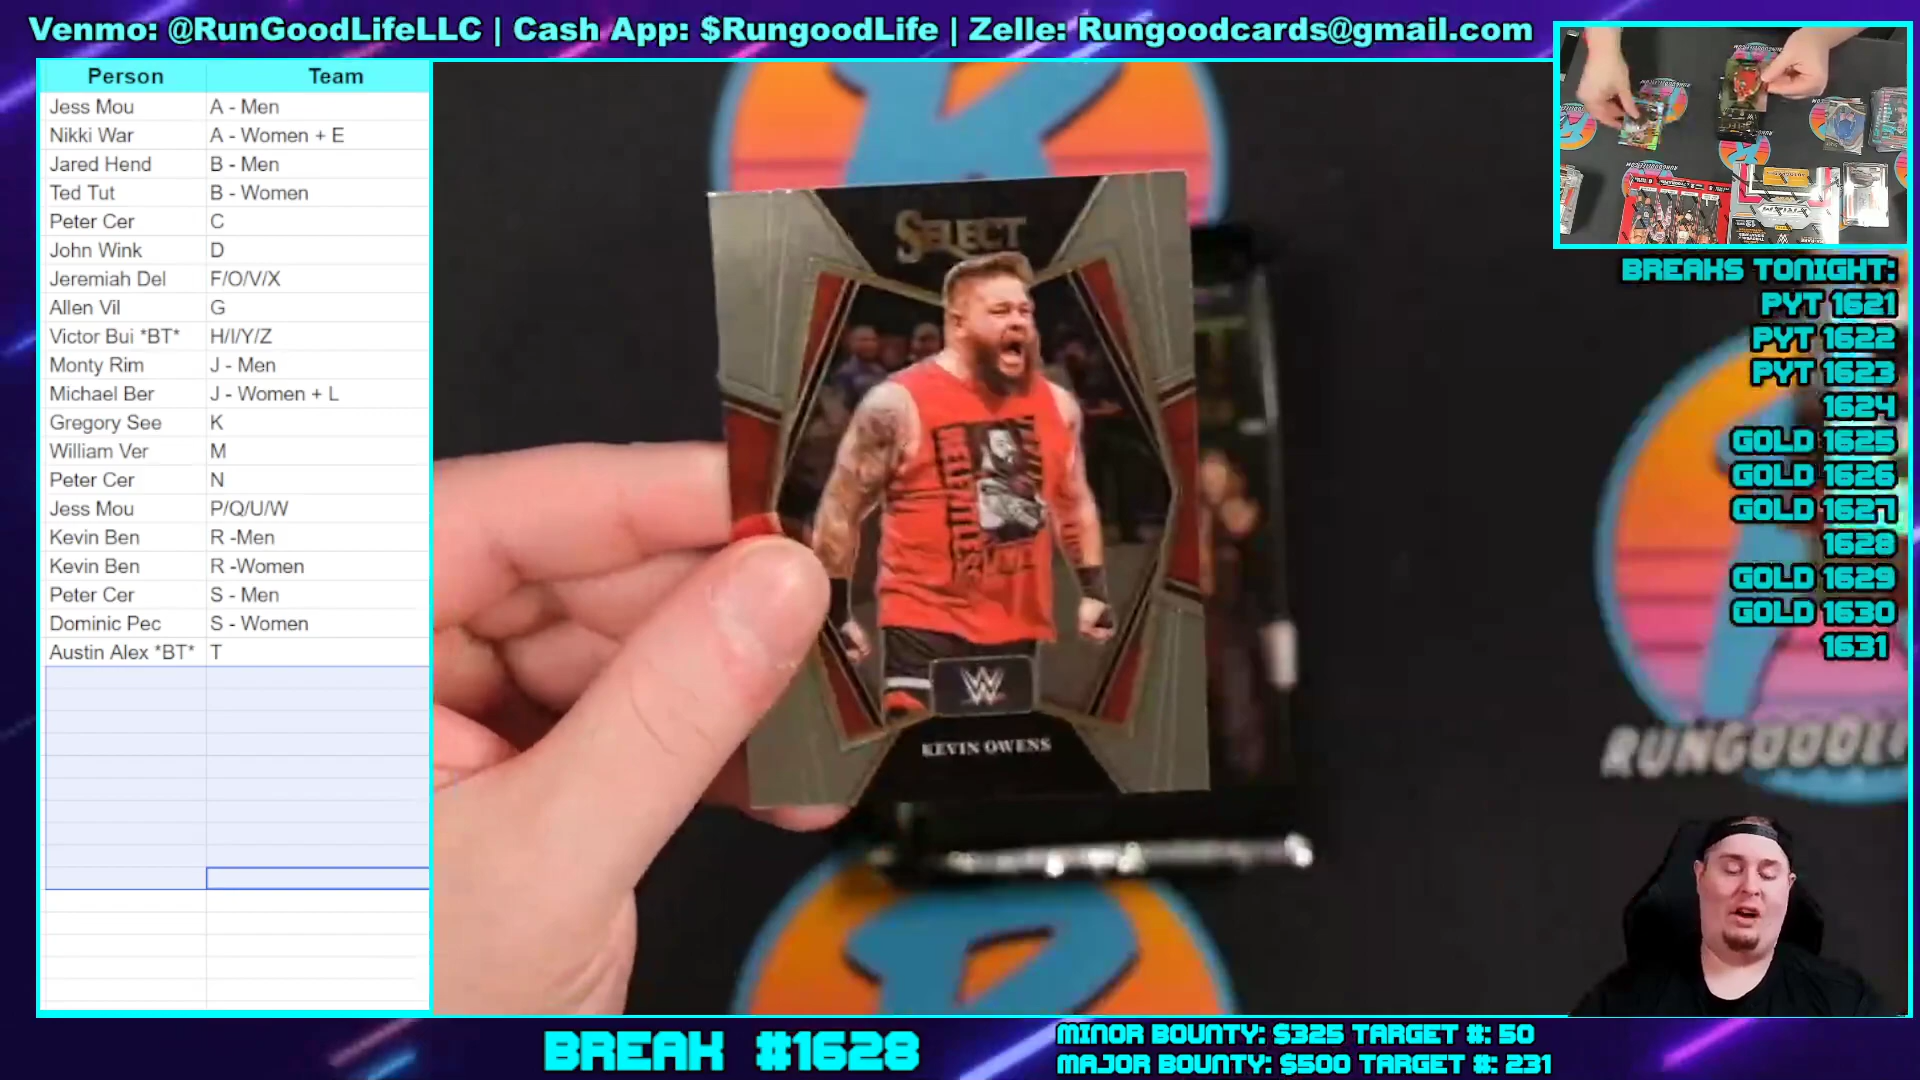 Venmo: @RunGoodLifeLLC | Cash App: $RungoodLife | Zelle: Rungoodcards@gmail.com
Person Team
Jess Mou A - Men
Nikki War A - Women + E
Jared Hend B - Men
Ted Tut B - Women
Peter Cer C
John Wink D
Jeremiah Del F/O/V/X
Allen Vil G
Victor Bui *BT* H/I/Y/Z
Monty Rim J - Men
Michael Ber J - Women + L
Gregory See K
William Ver M
Peter Cer N
Jess Mou P/Q/U/W
Kevin Ben R -Men
Kevin Ben R -Women
Peter Cer S - Men
Dominic Pec S - Women
Austin Alex *BT* T
SELECT
W
KEVIN OWENS
BREAKS TONIGHT:
PYT 1621
PYT 1622
PYT 1623
1624
GOLD 1625
GOLD 1626
GOLD 1627
1628
GOLD 1629
GOLD 1630
1631
BREAK #1628
MINOR BOUNTY: $325 TARGET #: 50
MAJOR BOUNTY: $500 TARGET #: 231